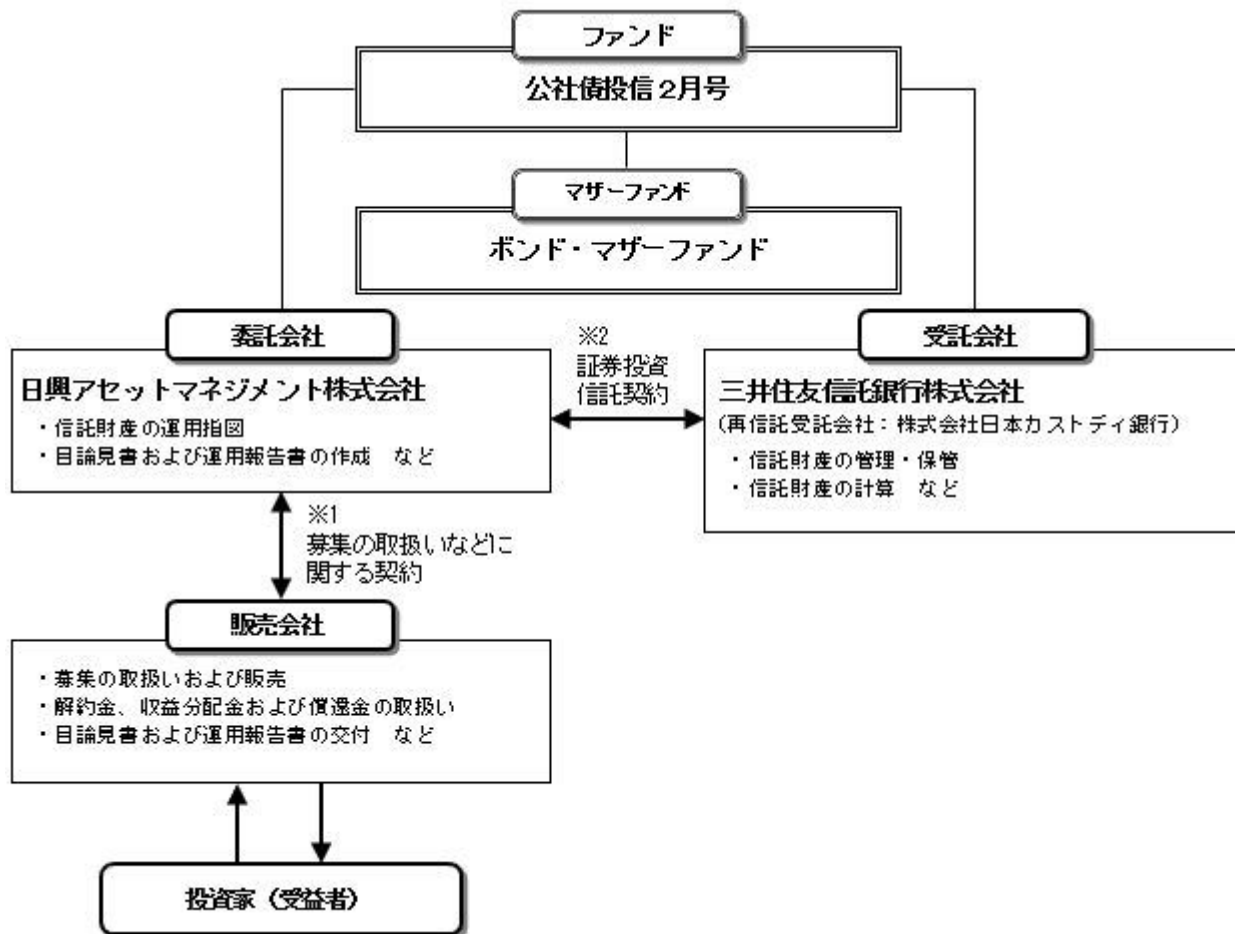 ファンド
公社債投信2月号
マザーファンド
ボンド・マザーファンド
委託会社
日興アセットマネジメント株式会社
・信託財産の運用指図
・目論見書および運用報告書の作成　など
※2
証券投資
信託契約
受託会社
三井住友信託銀行株式会社
(再信託受託会社：株式会社日本カストディ銀行)
・信託財産の管理・保管
・信託財産の計算　など
※1
募集の取扱いなどに
関する契約
販売会社
・募集の取扱いおよび販売
・解約金、収益分配金および償還金の取扱い
・目論見書および運用報告書の交付　など
投資家（受益者）